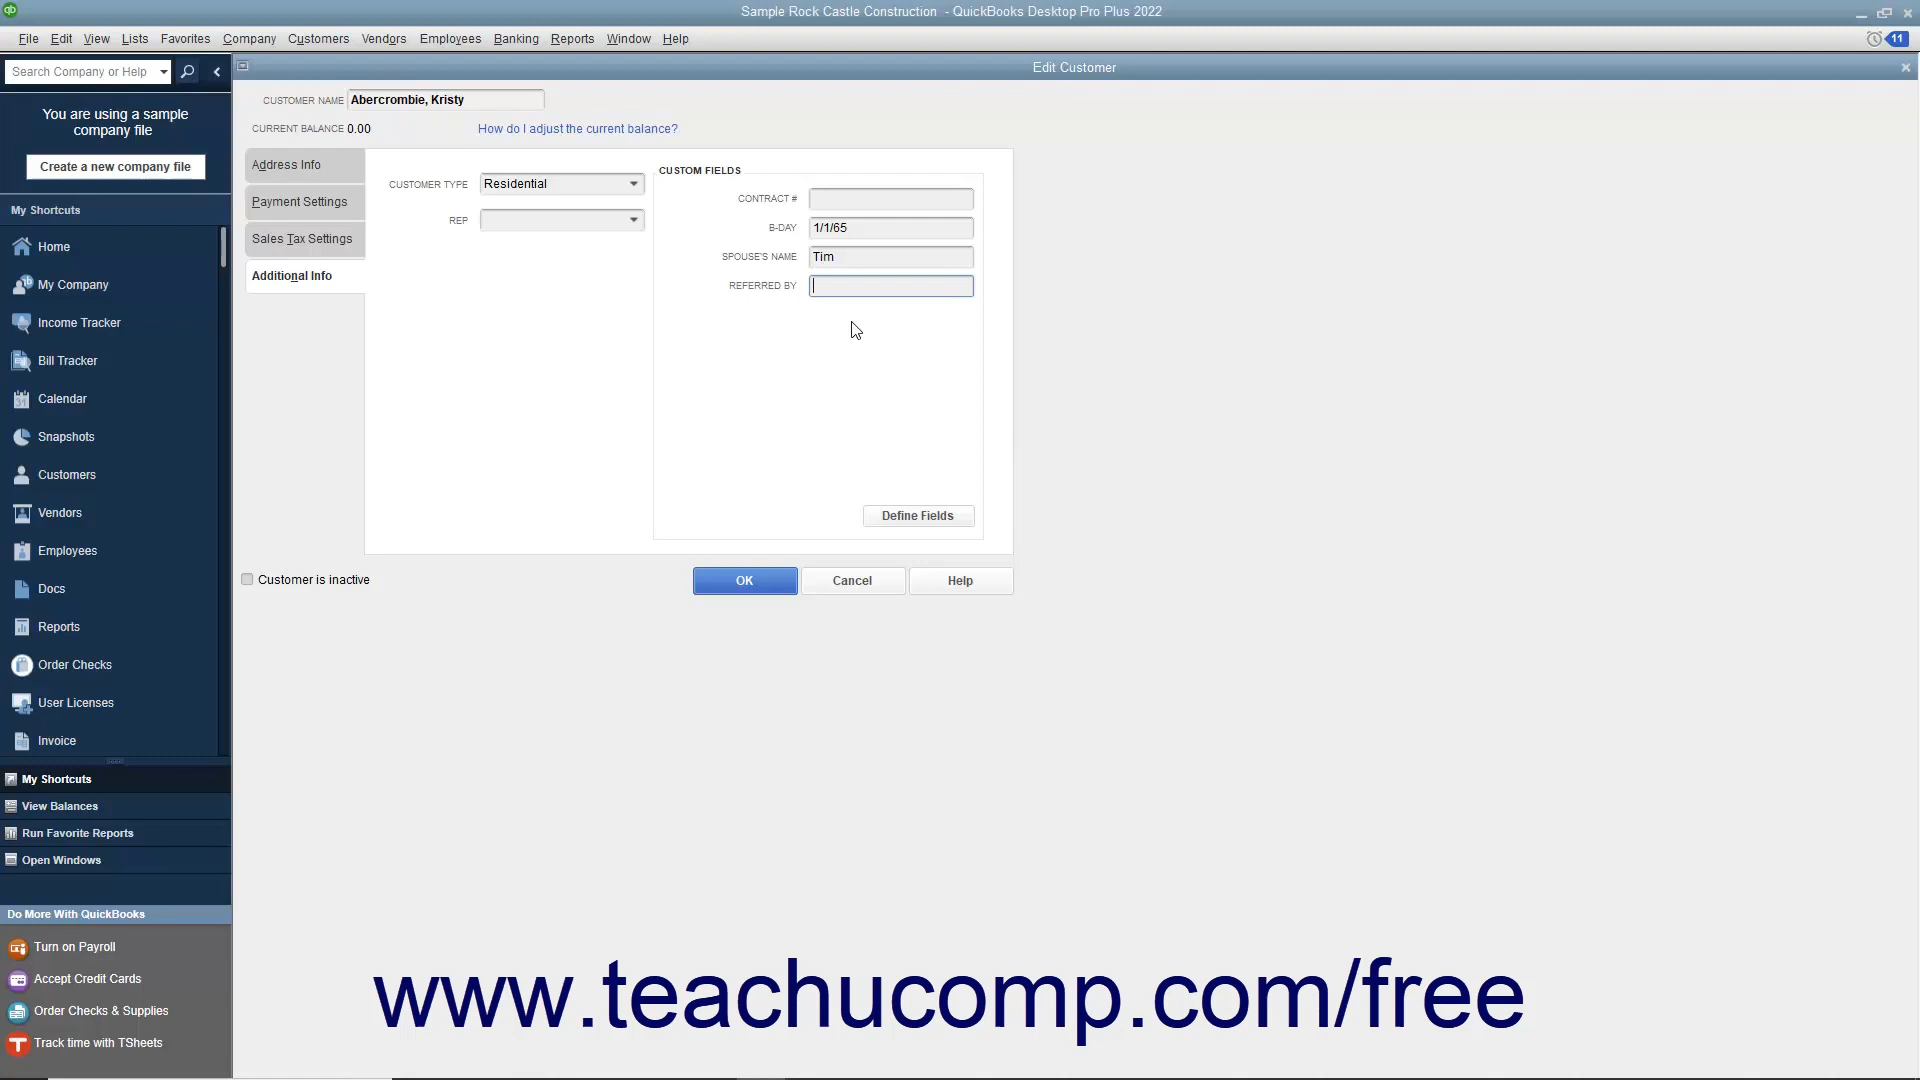 Sample Rock Castle Construction - QuickBooks Desktop Pro Plus 2022
File Edit View Lists Favorites Company Customers Vendors Employees Banking Reports Window Help
11
Search Company or Help
Edit Customer
You are using a sample
company file
Create a new company file
My Shortcuts
Home
My Company
Income Tracker
Bill Tracker
Calendar
Snapshots
Customers
Vendors
Employees
Docs
Reports
Order Checks
User Licenses
Invoice
My Shortcuts
View Balances
Run Favorite Reports
Open Windows
Do More With QuickBooks
Turn on Payroll
Accept Credit Cards
Order Checks & Supplies
Track time with TSheets
CUSTOMER NAME Abercrombie, Kristy
CURRENT BALANCE 0.00 How do I adjust the current balance?
Address Info
Payment Settings
Sales Tax Settings
Additional Info
CUSTOMER TYPE Residential
REP
CUSTOM FIELDS
CONTRACT #
B-DAY 1/1/65
SPOUSE'S NAME Tim
REFERRED BY
Define Fields
Customer is inactive
OK Cancel Help
www.teachucomp.com/free